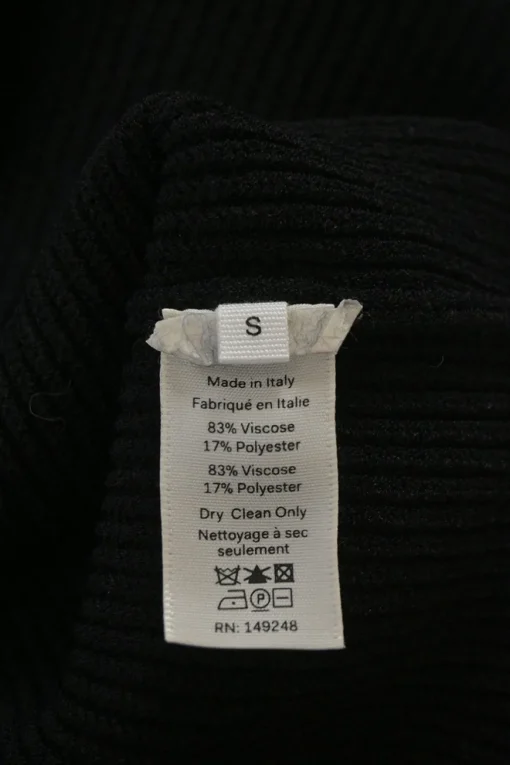 S
Made in Italy
Fabriqué en Italie
83% Viscose
17% Polyester
83% Viscose
17% Polyester
Dry Clean Only
Nettoyage à sec
seulement
P
RN: 149248